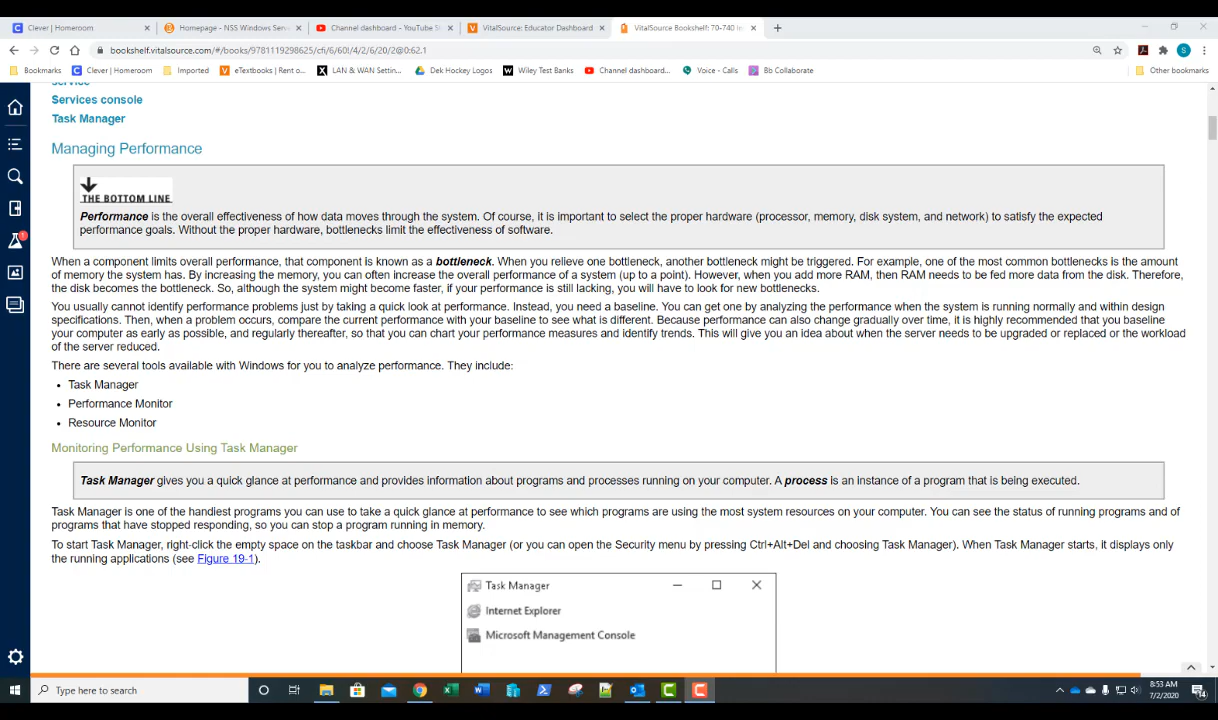 Clever | Homeroom
Homepage - NSS Windows Serv
Channel dashboard - YouTube St
VitalSource: Educator Dashboard
VitalSource Bookshelf: 70-740 In
bookshelf.vitalsource.com/#/books/9781119298625/cfi/6/60!/4/2/6/20/2@0:62.1
S
Bookmarks
Clever | Homeroom
Imported
eTextbooks | Rent o...
LAN & WAN Settin...
Dek Hockey Logos
Wiley Test Banks
Channel dashboard...
Voice - Calls
Bb Collaborate
Other bookmarks
service
Services console
Task Manager
Managing Performance
THE BOTTOM LINE
Performance is the overall effectiveness of how data moves through the system. Of course, it is important to select the proper hardware (processor, memory, disk system, and network) to satisfy the expected
performance goals. Without the proper hardware, bottlenecks limit the effectiveness of software.
When a component limits overall performance, that component is known as a bottleneck. When you relieve one bottleneck, another bottleneck might be triggered. For example, one of the most common bottlenecks is the amount
of memory the system has. By increasing the memory, you can often increase the overall performance of a system (up to a point). However, when you add more RAM, then RAM needs to be fed more data from the disk. Therefore,
the disk becomes the bottleneck. So, although the system might become faster, if your performance is still lacking, you will have to look for new bottlenecks.
You usually cannot identify performance problems just by taking a quick look at performance. Instead, you need a baseline. You can get one by analyzing the performance when the system is running normally and within design
specifications. Then, when a problem occurs, compare the current performance with your baseline to see what is different. Because performance can also change gradually over time, it is highly recommended that you baseline
your computer as early as possible, and regularly thereafter, so that you can chart your performance measures and identify trends. This will give you an idea about when the server needs to be upgraded or replaced or the workload
of the server reduced.
There are several tools available with Windows for you to analyze performance. They include:
• Task Manager
• Performance Monitor
• Resource Monitor
Monitoring Performance Using Task Manager
Task Manager gives you a quick glance at performance and provides information about programs and processes running on your computer. A process is an instance of a program that is being executed.
Task Manager is one of the handiest programs you can use to take a quick glance at performance to see which programs are using the most system resources on your computer. You can see the status of running programs and of
programs that have stopped responding, so you can stop a program running in memory.
To start Task Manager, right-click the empty space on the taskbar and choose Task Manager (or you can open the Security menu by pressing Ctrl+Alt+Del and choosing Task Manager). When Task Manager starts, it displays only
the running applications (see Figure 19-1).
Task Manager
Internet Explorer
Microsoft Management Console
Type here to search
8:53 AM
7/2/2020